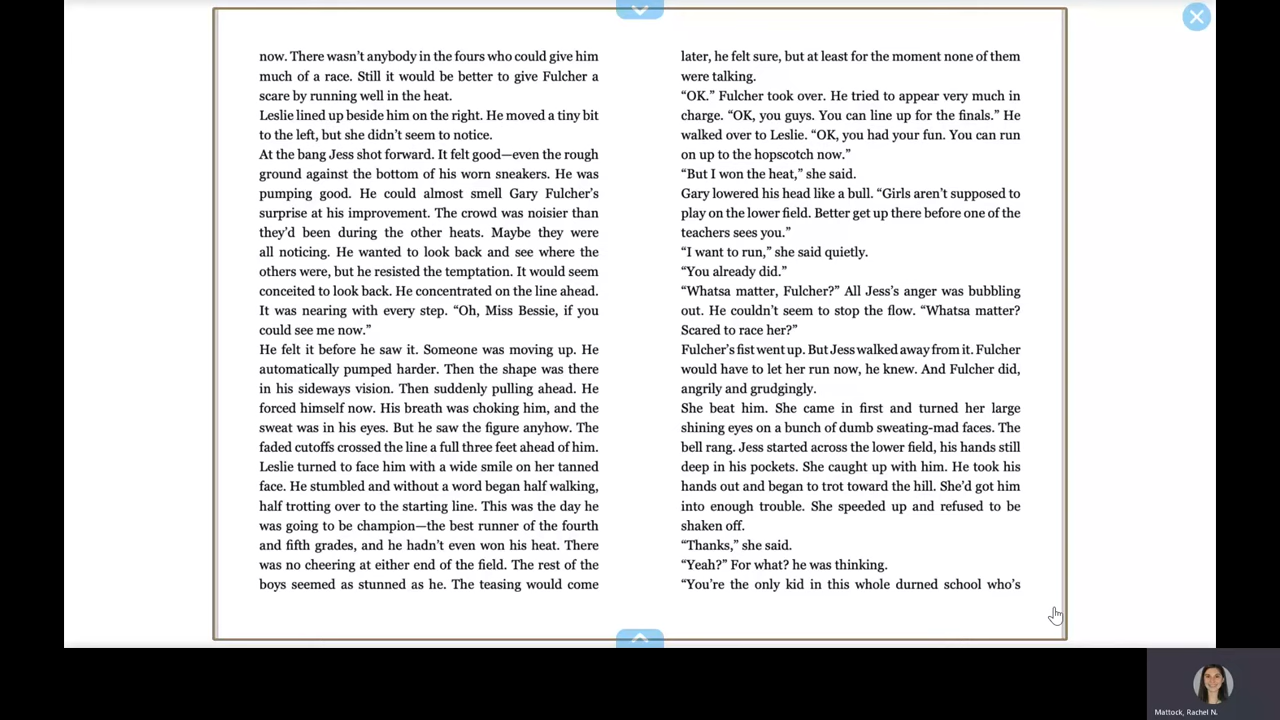 now. There wasn’t anybody in the fours who could give him
much of a race. Still it would be better to give Fulcher a
scare by running well in the heat.
Leslie lined up beside him on the right. He moved a tiny bit
to the left, but she didn’t seem to notice.
At the bang Jess shot forward. It felt good—even the rough
ground against the bottom of his worn sneakers. He was
pumping good. He could almost smell Gary Fulcher’s
surprise at his improvement. The crowd was noisier than
they’d been during the other heats. Maybe they were
all noticing. He wanted to look back and see where the
others were, but he resisted the temptation. It would seem
conceited to look back. He concentrated on the line ahead.
It was nearing with every step. “Oh, Miss Bessie, if you
could see me now.”
He felt it before he saw it. Someone was moving up. He
automatically pumped harder. Then the shape was there
in his sideways vision. Then suddenly pulling ahead. He
forced himself now. His breath was choking him, and the
sweat was in his eyes. But he saw the figure anyhow. The
faded cutoffs crossed the line a full three feet ahead of him.
Leslie turned to face him with a wide smile on her tanned
face. He stumbled and without a word began half walking,
half trotting over to the starting line. This was the day he
was going to be champion—the best runner of the fourth
and fifth grades, and he hadn’t even won his heat. There
was no cheering at either end of the field. The rest of the
boys seemed as stunned as he. The teasing would come
later, he felt sure, but at least for the moment none of them
were talking.
“OK.” Fulcher took over. He tried to appear very much in
charge. “OK, you guys. You can line up for the finals.” He
walked over to Leslie. “OK, you had your fun. You can run
on up to the hopscotch now.”
“But I won the heat,” she said.
Gary lowered his head like a bull. “Girls aren’t supposed to
play on the lower field. Better get up there before one of the
teachers sees you.”
“I want to run,” she said quietly.
“You already did.”
“Whatsa matter, Fulcher?” All Jess’s anger was bubbling
out. He couldn’t seem to stop the flow. “Whatsa matter?
Scared to race her?”
Fulcher’s fist went up. But Jess walked away from it. Fulcher
would have to let her run now, he knew. And Fulcher did,
angrily and grudgingly.
She beat him. She came in first and turned her large
shining eyes on a bunch of dumb sweating-mad faces. The
bell rang. Jess started across the lower field, his hands still
deep in his pockets. She caught up with him. He took his
hands out and began to trot toward the hill. She’d got him
into enough trouble. She speeded up and refused to be
shaken off.
“Thanks,” she said.
“Yeah?” For what? he was thinking.
“You’re the only kid in this whole durned school who’s
Mattock, Rachel N.